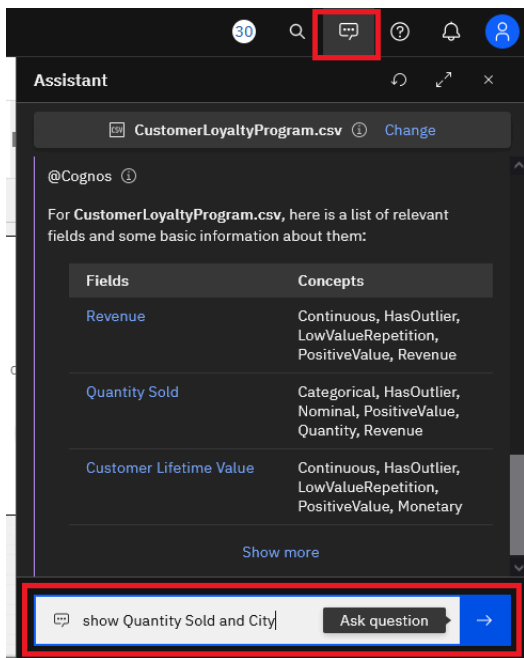 30
Assistant
CSV CustomerLoyaltyProgram.csv Change
@Cognos
For CustomerLoyaltyProgram.csv, here is a list of relevant
fields and some basic information about them:
Fields Concepts
Revenue Continuous, HasOutlier,
LowValueRepetition,
PositiveValue, Revenue
Quantity Sold Categorical, HasOutlier,
Nominal, PositiveValue,
Quantity, Revenue
Customer Lifetime Value Continuous, HasOutlier,
LowValueRepetition,
PositiveValue, Monetary
Show more
show Quantity Sold and City Ask question